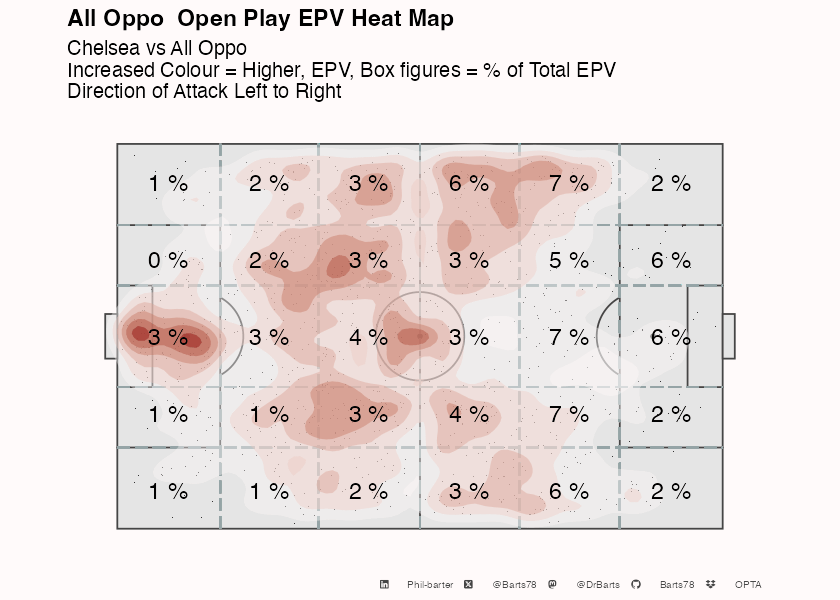 All Oppo  Open Play EPV Heat Map
Chelsea vs All Oppo
Increased Colour = Higher, EPV, Box figures = % of Total EPV
Direction of Attack Left to Right
1 % 2 % 3 % 6 % 7 % 2 %
0 % 2 % 3 % 3 % 5 % 6 %
3 % 3 % 4 % 3 % 7 % 6 %
1 % 1 % 3 % 4 % 7 % 2 %
1 % 1 % 2 % 3 % 6 % 2 %
Phil-barter @Barts78 @DrBarts Barts78 OPTA